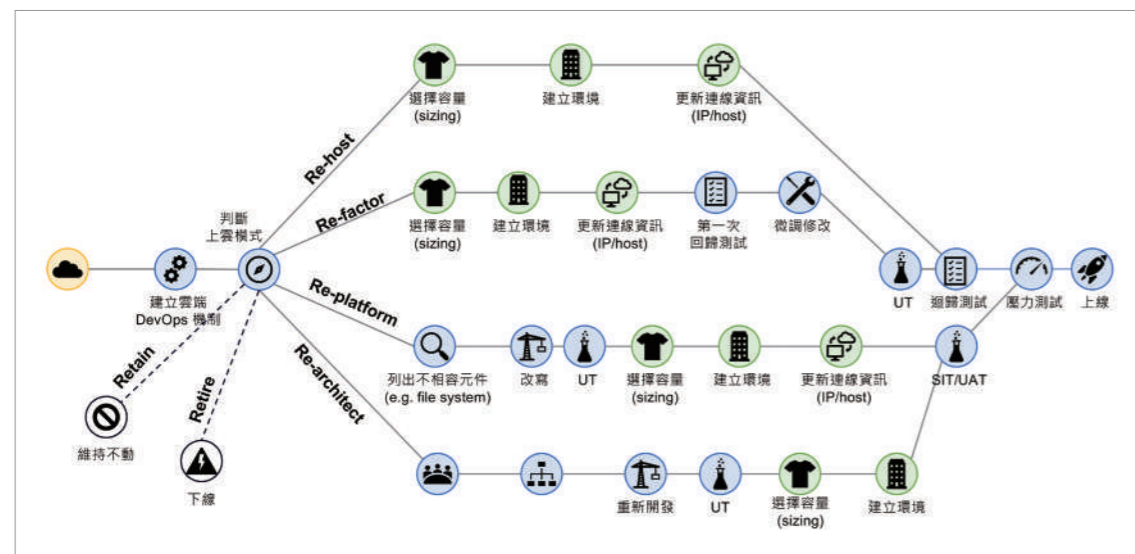 選擇容量
(sizing)
建立環境
更新連線資訊
(IP/host)
Re-host
Re-factor
選擇容量
(sizing)
建立環境
更新連線資訊
(IP/host)
第一次
回歸測試
微調修改
判斷
上雲模式
建立雲端
DevOps 機制
UT
迴歸測試
壓力測試
上線
Re-platform
列出不相容元件
(e.g. file system)
改寫
UT
選擇容量
(sizing)
建立環境
更新連線資訊
(IP/host)
SIT/UAT
Retain
Retire
Re-architect
維持不動
下線
重新開發
UT
選擇容量
(sizing)
建立環境